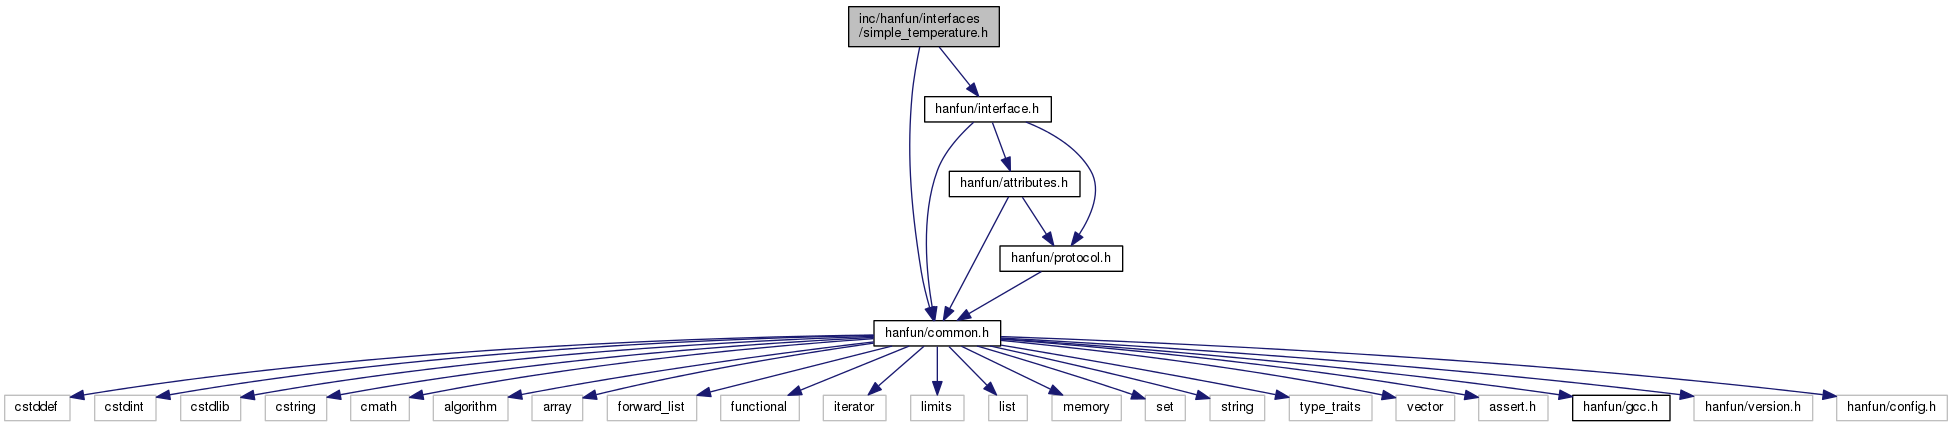 inc/hanfun/interfaces
/simple_temperature.h
hanfun/interface.h
hanfun/attributes.h
hanfun/protocol.h
hanfun/common.h
cstddef
cstdint
cstdlib
cstring
cmath
algorithm
array
forward_list
functional
iterator
limits
list
memory
set
string
type_traits
vector
assert.h
hanfun/gcc.h
hanfun/version.h
hanfun/config.h